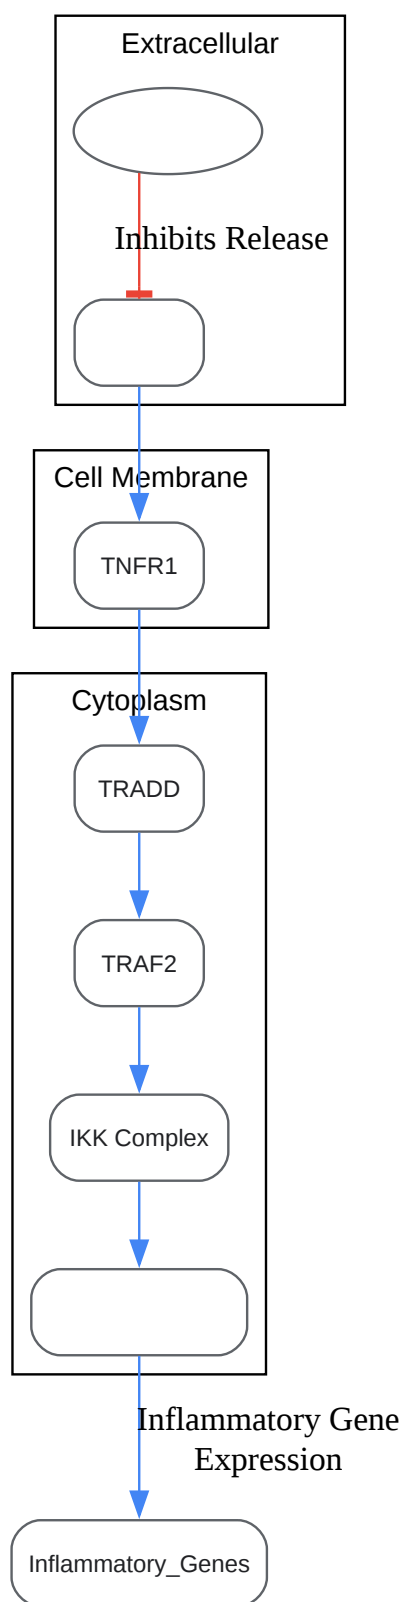 Extracellular
Inhibits Release
Cell Membrane
TNFR1
Cytoplasm
TRADD
TRAF2
IKK Complex
Inflammatory Gene
Expression
Inflammatory_Genes